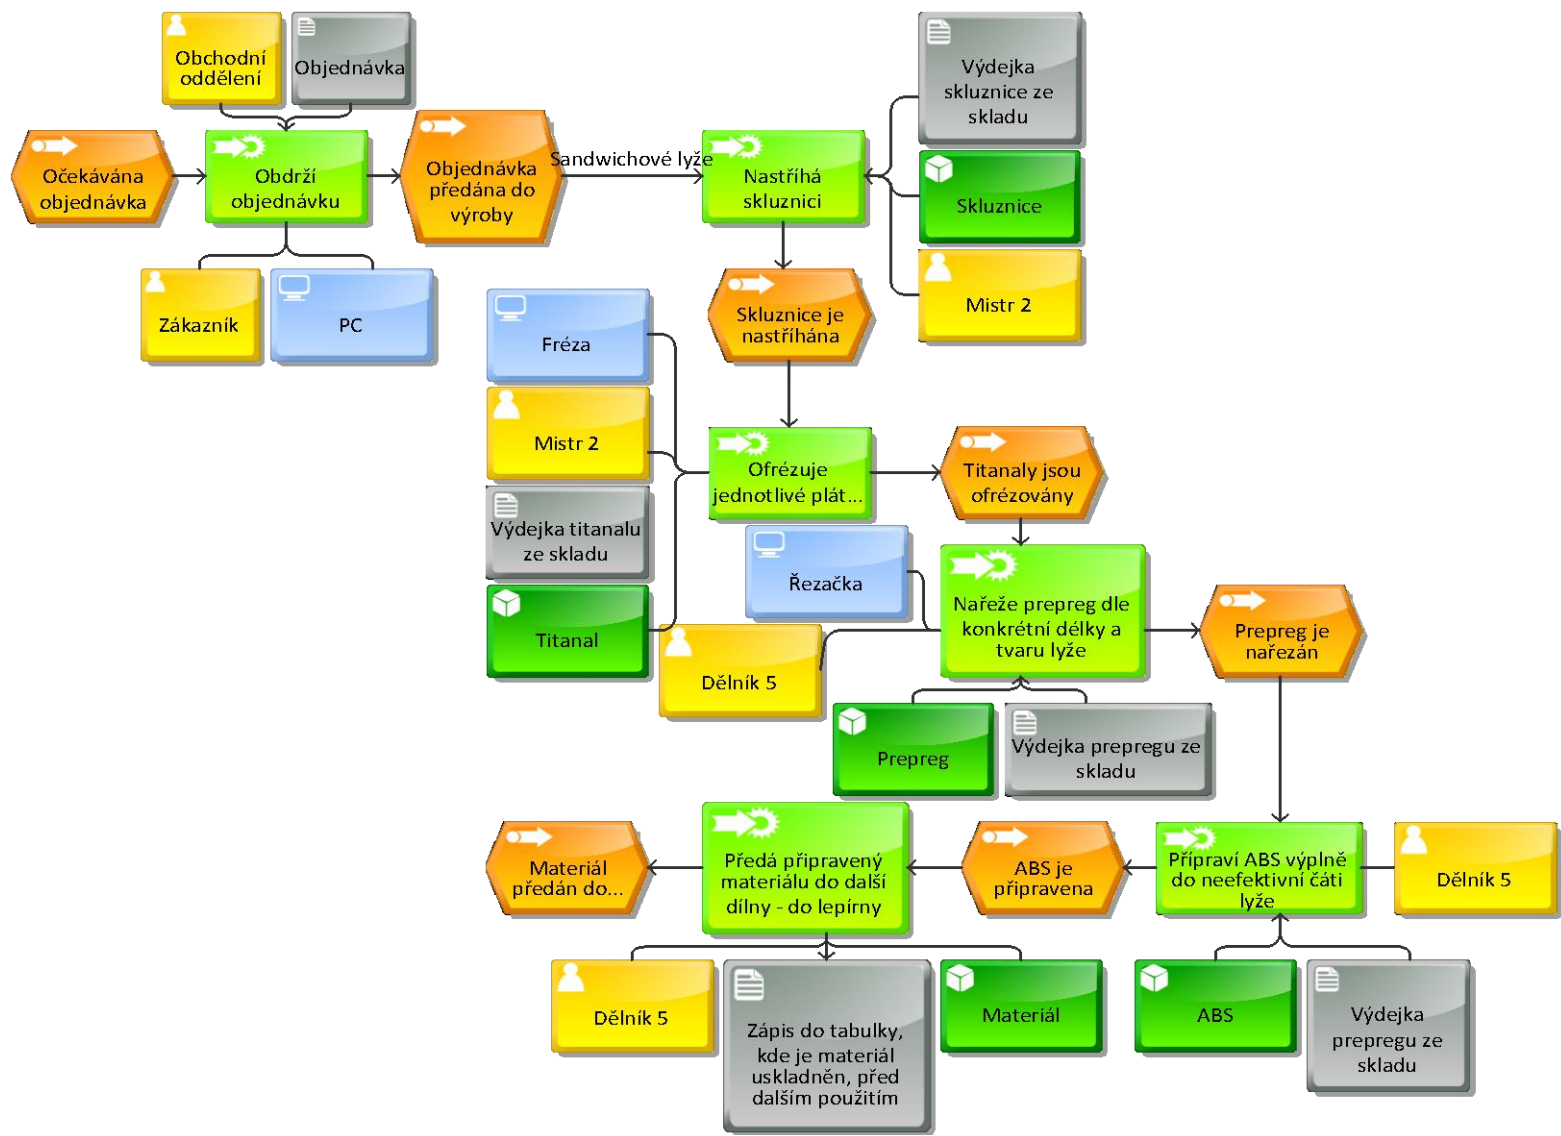 Obchodní
oddělení
Objednávka
Očekávána
objednávka
Obdrží
objednávku
Objednávka
předána do
výroby
Sandwichové lyže
Nastříhá
skluznici
Výdejka
skluznice ze
skladu
Skluznice
Mistr 2
Zákazník
PC
Skluznice je
nastříhána
Fréza
Mistr 2
Výdejka titanalu
ze skladu
Titanal
Ofrézuje
jednotlivé plát...
Titanaly jsou
ofrézovány
Řezačka
Dělník 5
Nařeže prepreg dle
konkrétní délky a
tvaru lyže
Prepreg je
nařezán
Prepreg
Výdejka prepregu ze
skladu
Materiál
předán do...
Předá připravený
materiálu do další
dílny - do lepírny
ABS je
připravena
Přípraví ABS výplně
do neefektivní čáti
lyže
Dělník 5
Dělník 5
Zápis do tabulky,
kde je materiál
uskladněn, před
dalším použitím
Materiál
ABS
Výdejka
prepregu ze
skladu